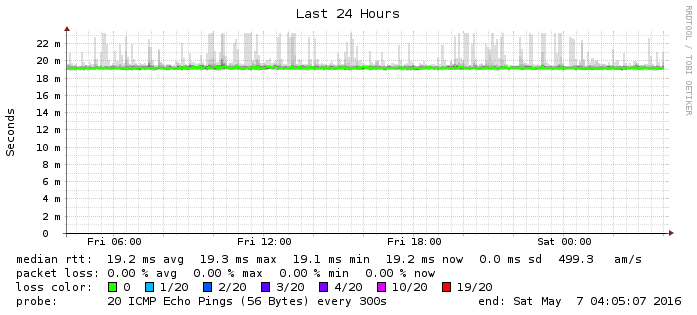 Last 24 Hours
RRDTOOL / TOBI OETIKER
Seconds
22 m
20 m
18 m
16 m
14 m
12 m
10 m
8 m
6 m
4 m
2 m
0
Fri 06:00 Fri 12:00 Fri 18:00 Sat 00:00
median rtt: 19.2 ms avg 19.3 ms max 19.1 ms min 19.2 ms now 0.0 ms sd 499.3 am/s
packet loss: 0.00 % avg 0.00 % max 0.00 % min 0.00 % now
loss color: 0 1/20 2/20 3/20 4/20 10/20 19/20
probe: 20 ICMP Echo Pings (56 Bytes) every 300s end: Sat May 7 04:05:07 2016